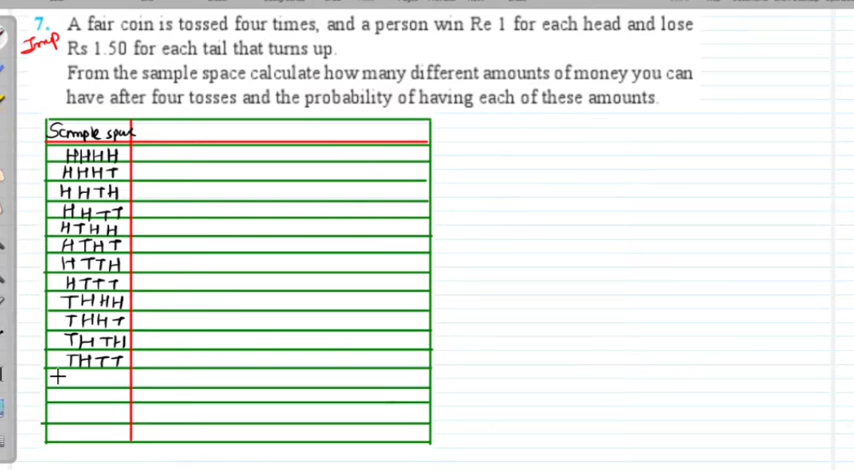 7. A fair coin is tossed four times, and a person win Re 1 for each head and lose
Imp Rs 1.50 for each tail that turns up.
From the sample space calculate how many different amounts of money you can
have after four tosses and the probability of having each of these amounts.
Sample space
HHHH
HHHT
HHTH
HHTT
HTHH
HTHT
HTTH
HTTT
THHH
THHT
THTH
THTT